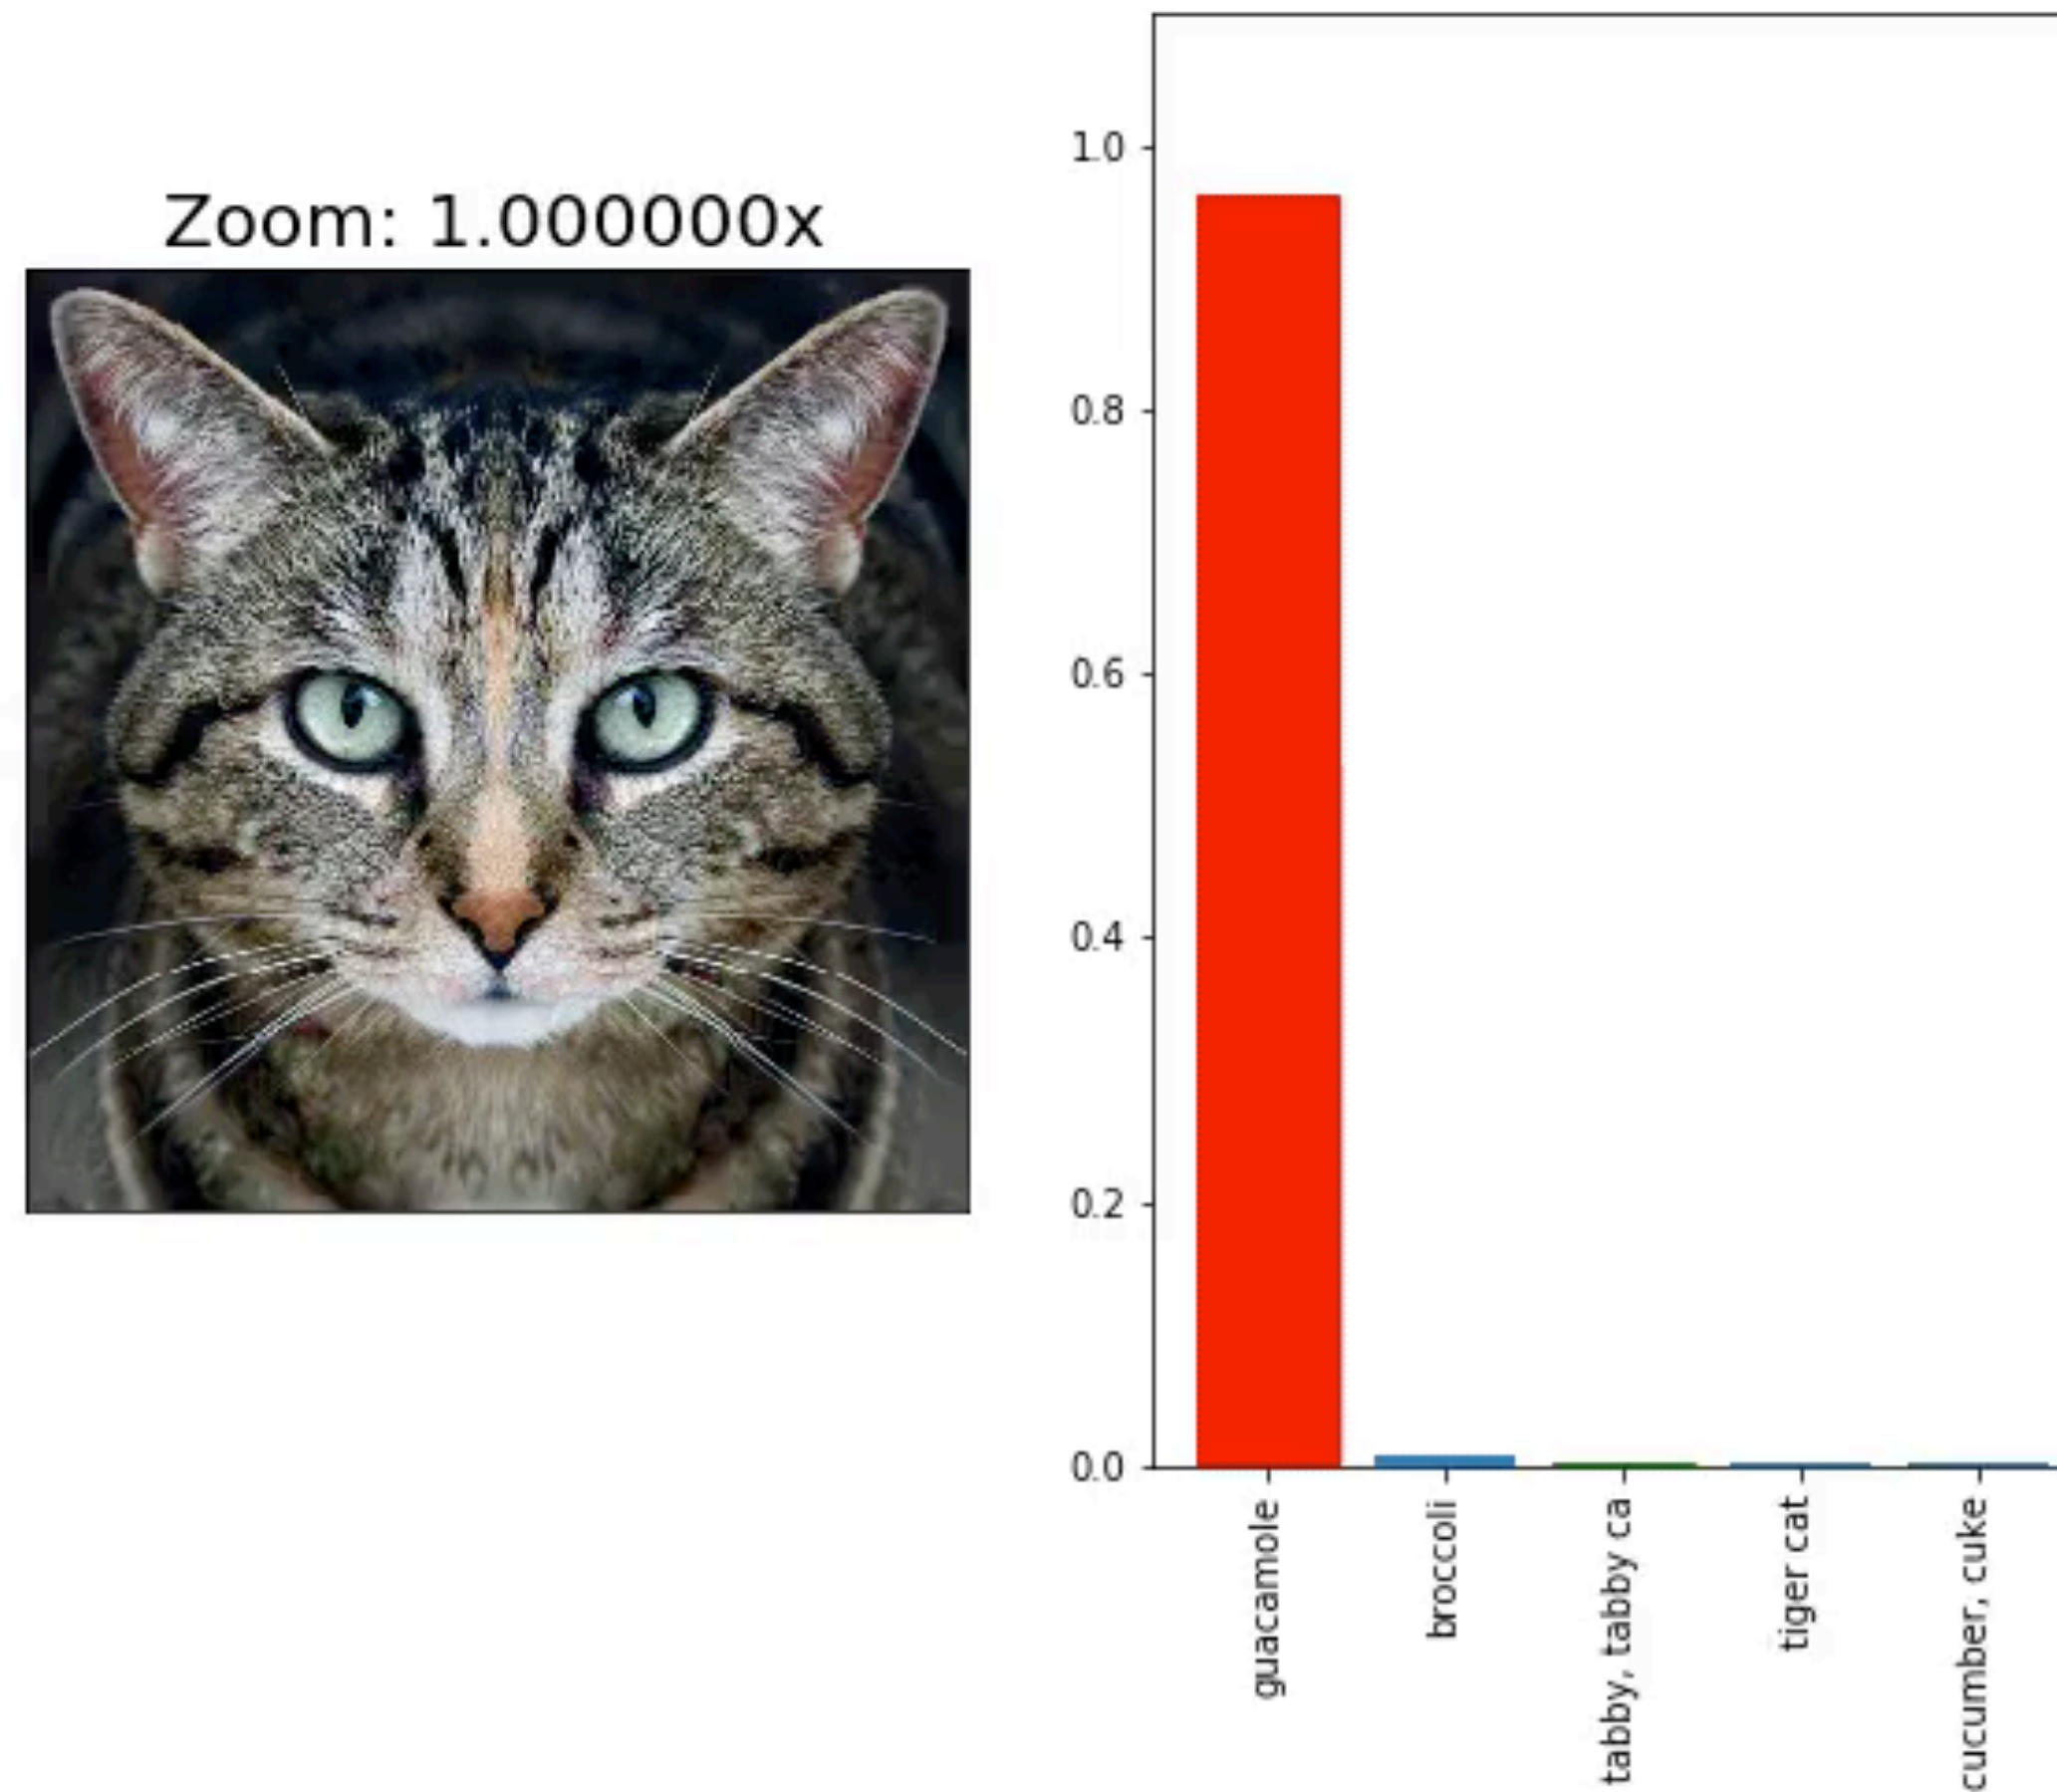 Zoom: 1.000000x
1.0
0.8
0.6
0.4
0.2
0.0
guacamole
broccoli
tabby, tabby ca
tiger cat
cucumber, cuke